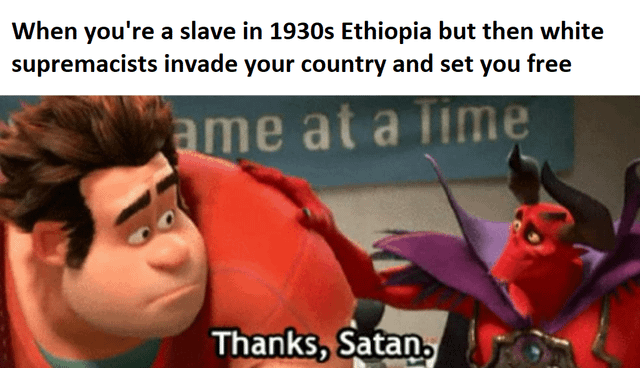 When you're a slave in 1930s Ethiopia but then white
supremacists invade your country and set you free
ame at a Time
Thanks, Satan.